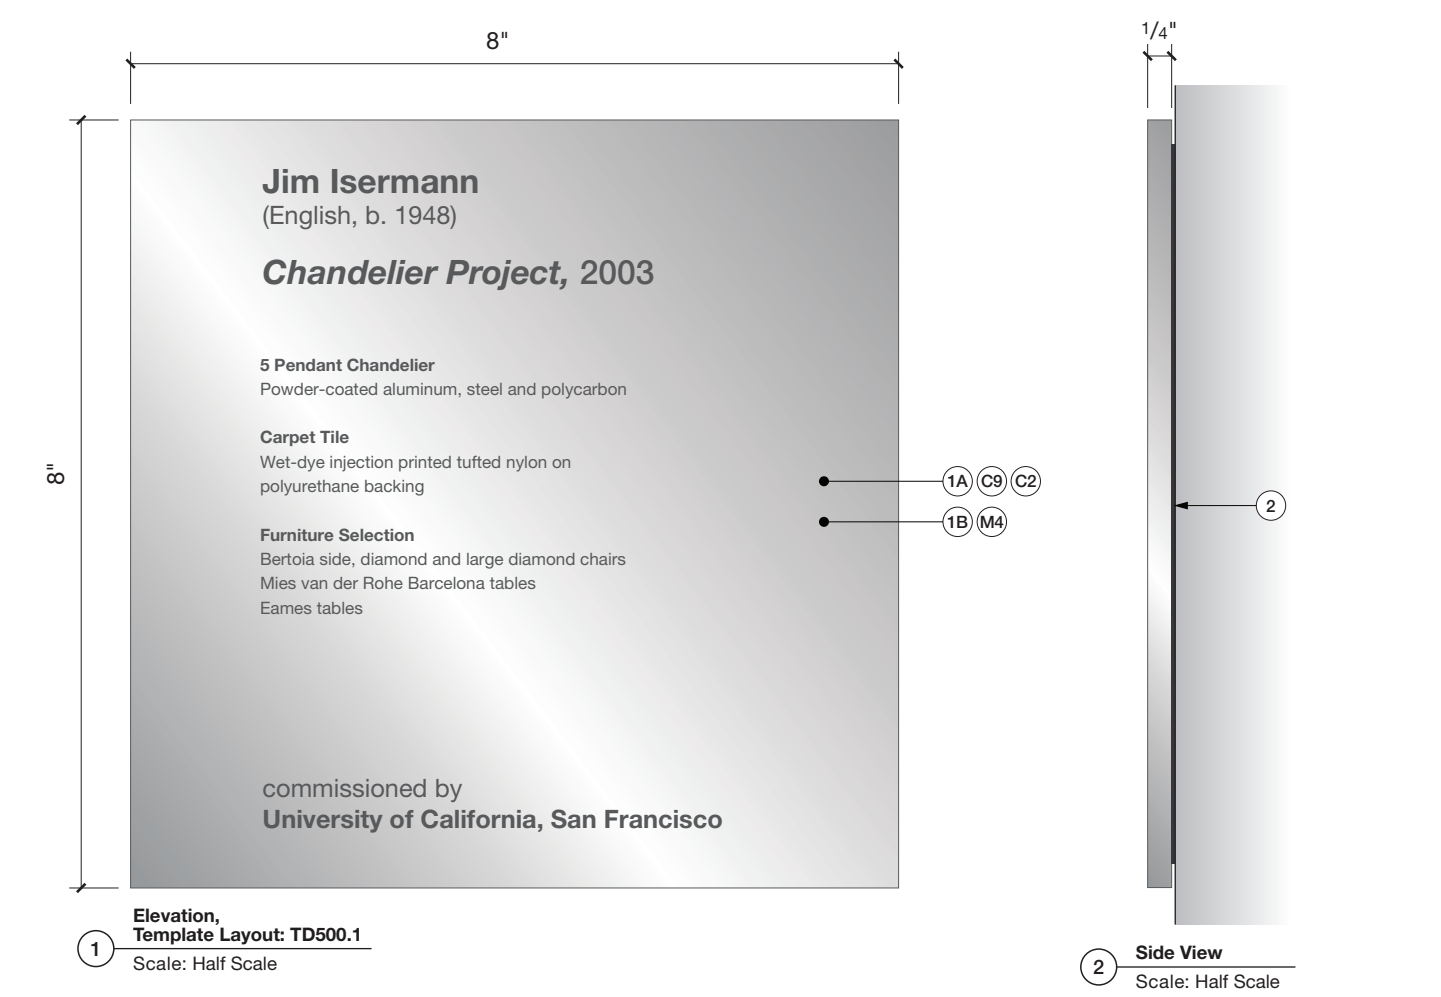 8"
1/4"
8"
Jim Isermann
(English, b. 1948)
Chandelier Project, 2003
5 Pendant Chandelier
Powder-coated aluminum, steel and polycarbon
Carpet Tile
Wet-dye injection printed tufted nylon on
polyurethane backing
Furniture Selection
Bertoia side, diamond and large diamond chairs
Mies van der Rohe Barcelona tables
Eames tables
commissioned by
University of California, San Francisco
1A C9 C2
1B M4
2
1
Elevation,
Template Layout: TD500.1
Scale: Half Scale
2
Side View
Scale: Half Scale